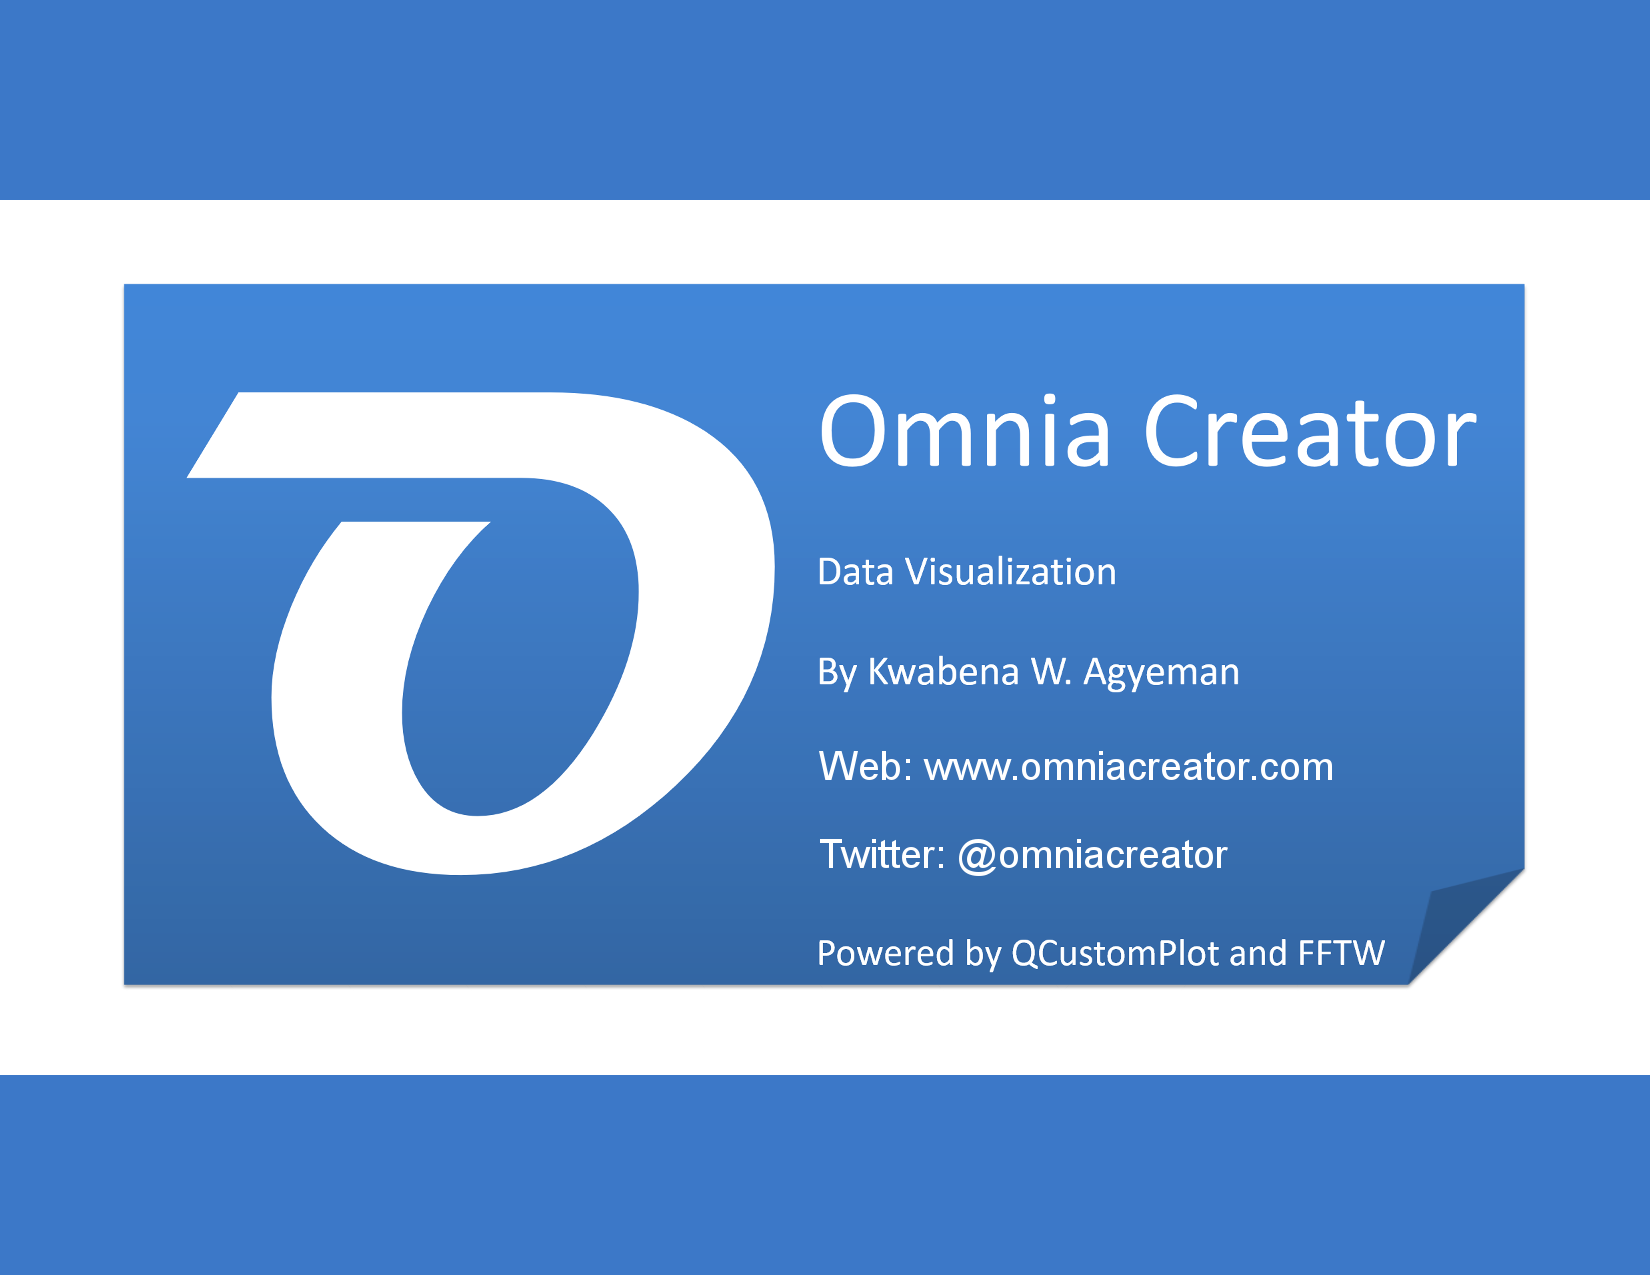 Omnia Creator
Data Visualization
By Kwabena W. Agyeman
Web: www.omniacreator.com
Twitter: @omniacreator
Powered by QCustomPlot and FFTW